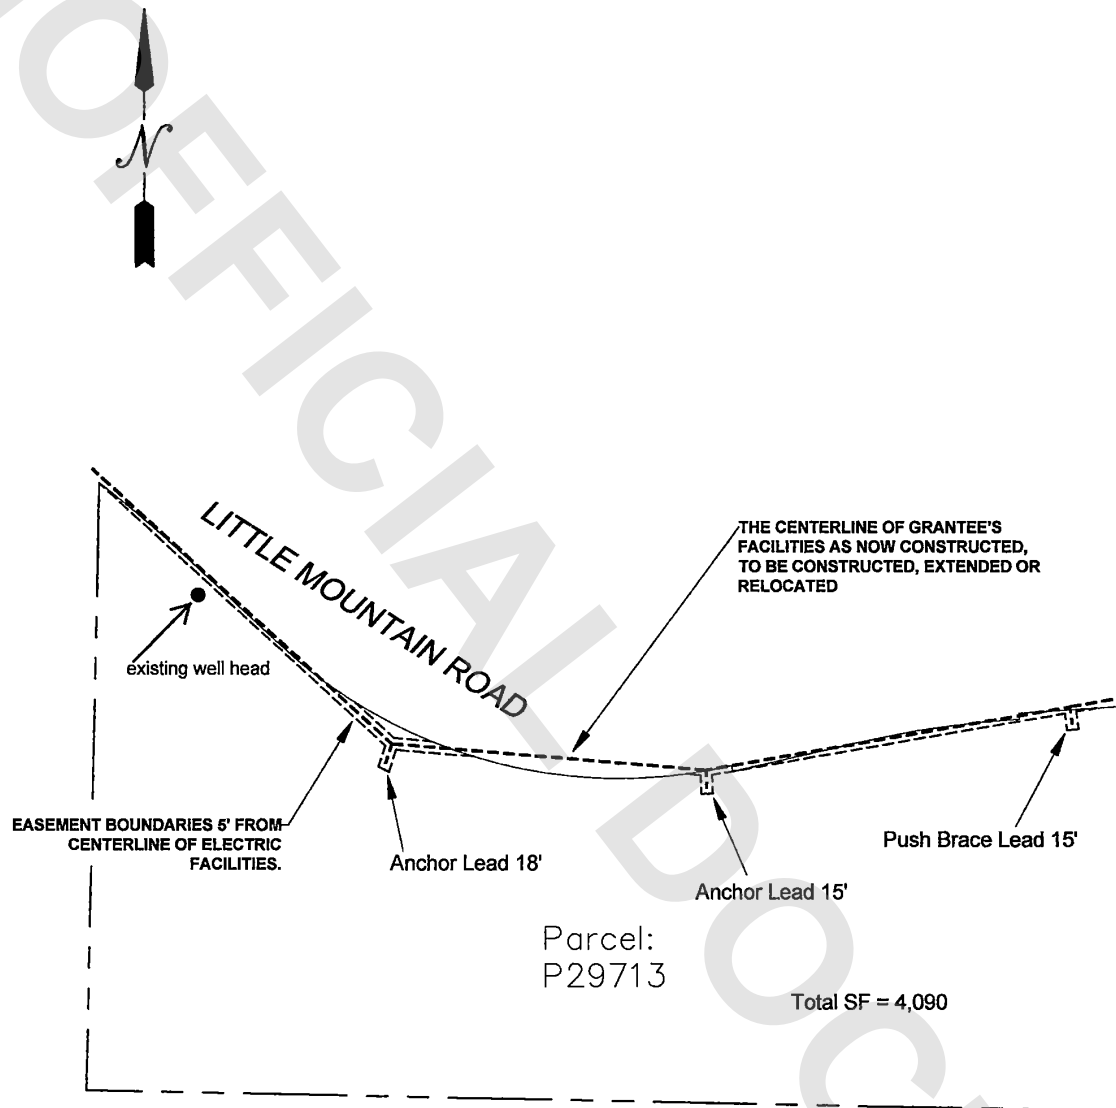 N
LITTLE MOUNTAIN ROAD
THE CENTERLINE OF GRANTEE'S
FACILITIES AS NOW CONSTRUCTED,
TO BE CONSTRUCTED, EXTENDED OR
RELOCATED
existing well head
EASEMENT BOUNDARIES 5' FROM
CENTERLINE OF ELECTRIC
FACILITIES.
Anchor Lead 18'
Push Brace Lead 15'
Anchor Lead 15'
Parcel:
P29713
Total SF = 4,090
OFFICIAL DOC